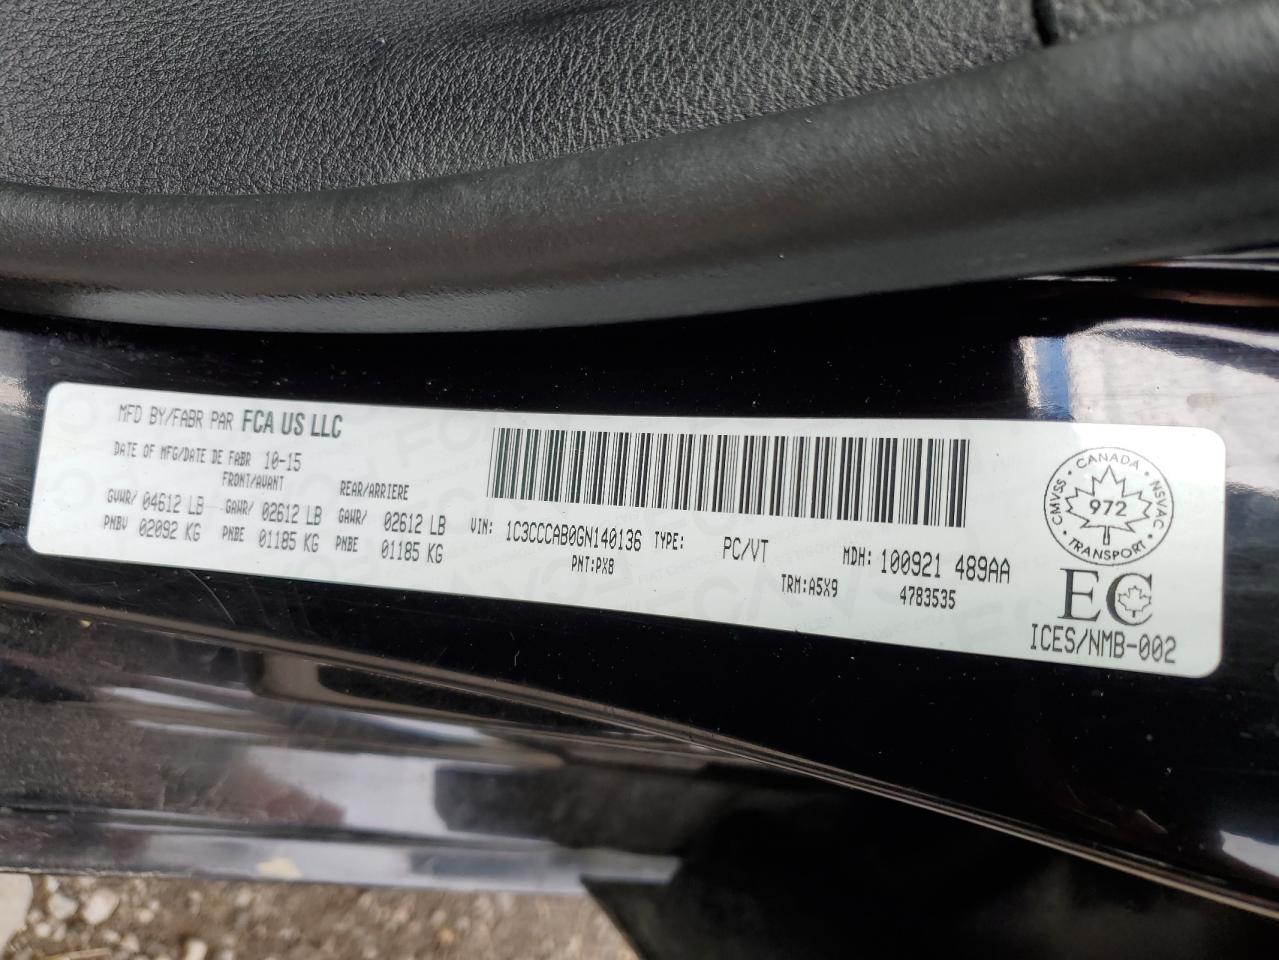 MFD BY/FABR PAR FCA US LLC
DATE OF MFG/DATE DE FABR 10-15
FRONT/AVANT REAR/ARRIERE
GVWR/ 04612 LB GAWR/ 02612 LB GAWR/ 02612 LB
PNBV 02092 KG PNBE 01185 KG PNBE 01185 KG
VIN: 1C3CCCAB0GN140136 TYPE: PC/VT MDH: 100921 489AA
PNT:PX8 TRM:A5X9 4783535
CANADA
CMVSS 972 NSVAC
TRANSPORT
EC
ICES/NMB-002